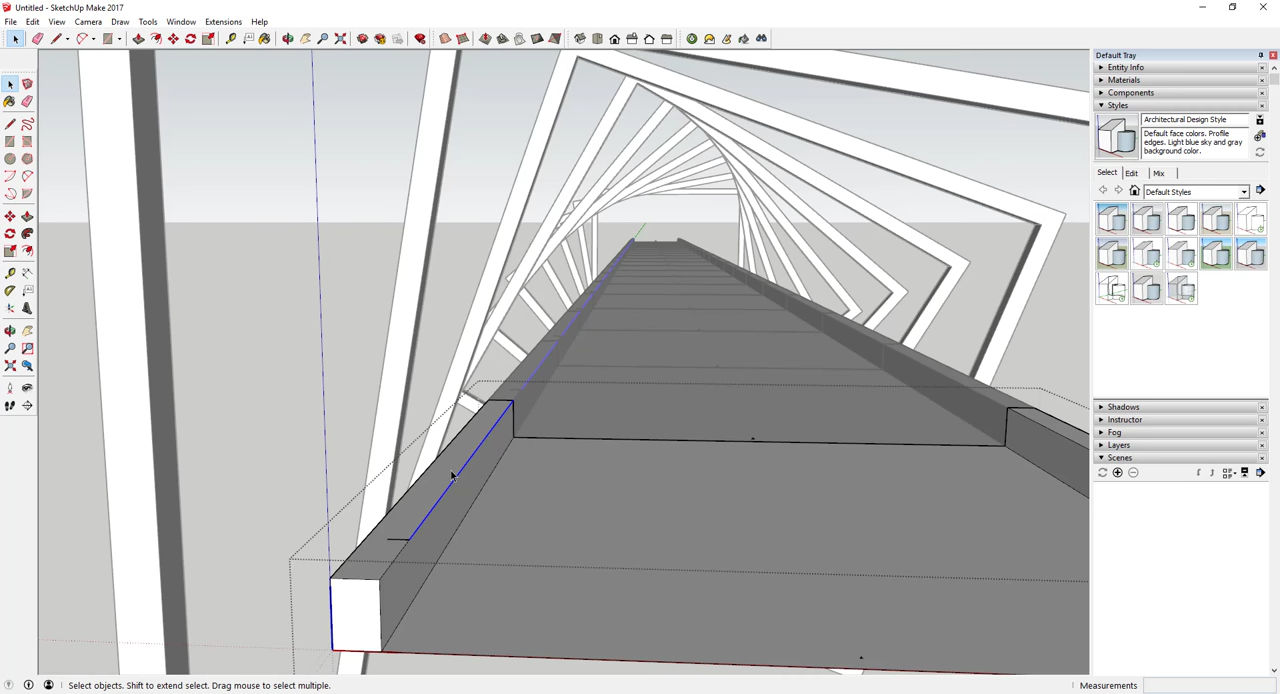 Untitled - SketchUp Make 2017
File Edit View Camera Draw Tools Window Extensions Help
Default Tray
Entity Info
Materials
Components
Styles
Architectural Design Style
Default face colors. Profile
edges. Light blue sky and gray
background color.
Select Edit Mix
Default Styles
Shadows
Instructor
Fog
Layers
Scenes
Select objects. Shift to extend select. Drag mouse to select multiple.
Measurements